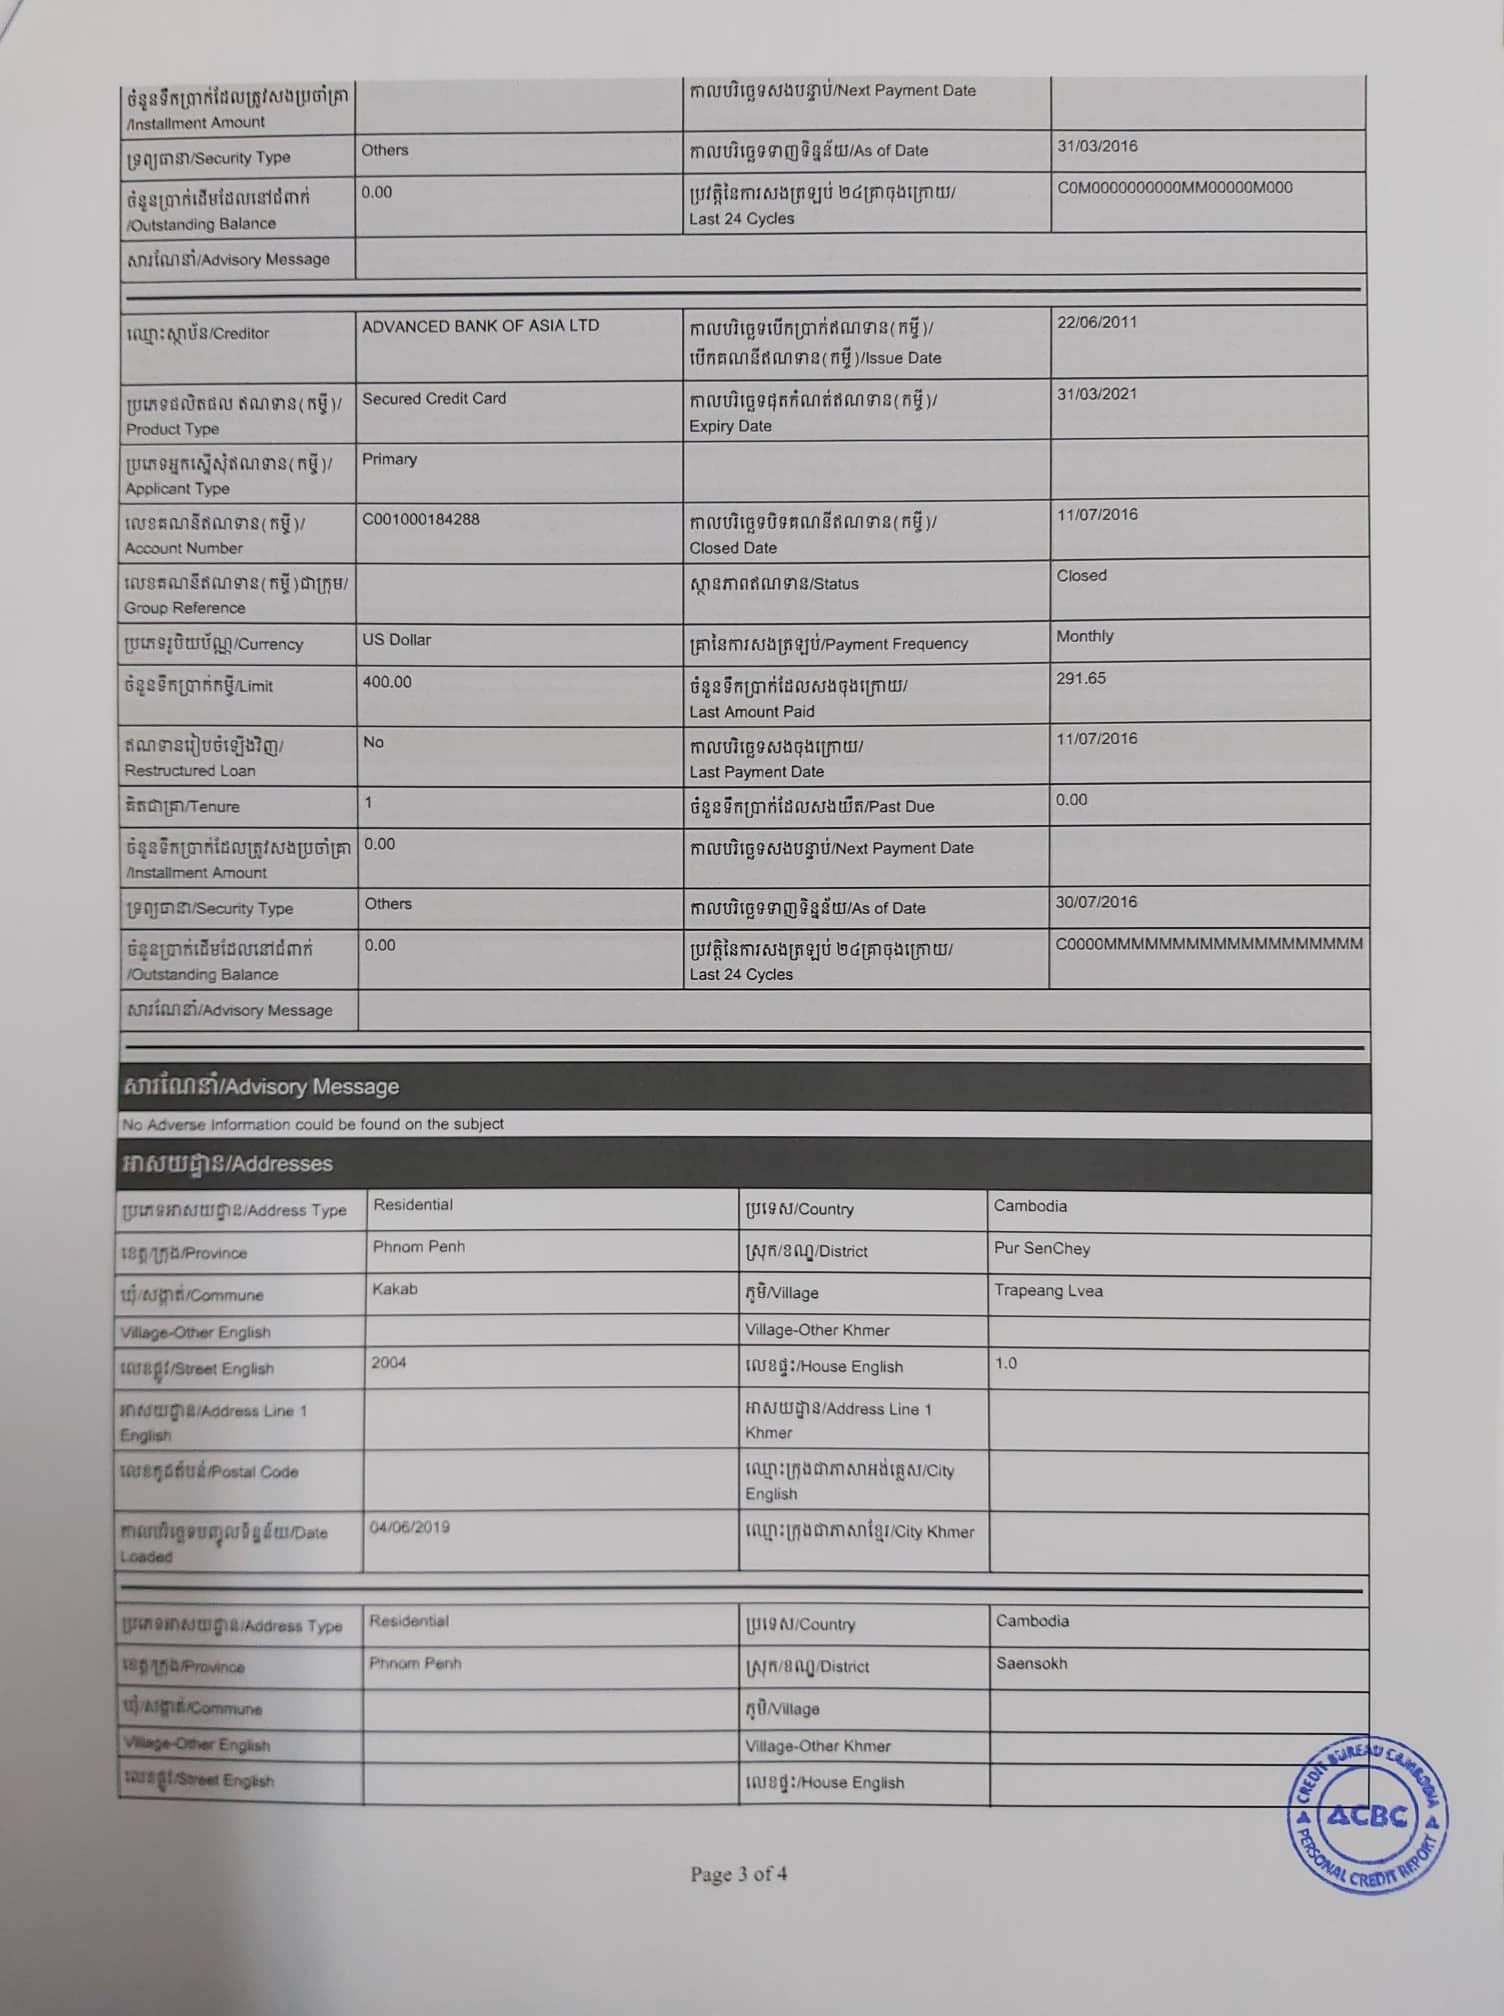 ចំនួនទឹកប្រាក់ដែលត្រូវសងប្រចាំគ្រា
/Installment Amount
កាលបរិច្ឆេទសងបន្ទាប់/Next Payment Date
ទ្រព្យធានា/Security Type
Others
កាលបរិច្ឆេទទាញទិន្នន័យ/As of Date
31/03/2016
ចំនួនប្រាក់ដើមដែលនៅជំពាក់
/Outstanding Balance
0.00
ប្រវត្តិនៃការសងត្រឡប់ ២៤គ្រាចុងក្រោយ/
Last 24 Cycles
C0M0000000000MM00000M000
សារណែនាំ/Advisory Message
ឈ្មោះស្ថាប័ន/Creditor
ADVANCED BANK OF ASIA LTD
កាលបរិច្ឆេទបើកប្រាក់ឥណទាន(កម្ចី)/
បើកគណនីឥណទាន(កម្ចី)/Issue Date
22/06/2011
ប្រភេទផលិតផល ឥណទាន(កម្ចី)/
Product Type
Secured Credit Card
កាលបរិច្ឆេទផុតកំណត់ឥណទាន(កម្ចី)/
Expiry Date
31/03/2021
ប្រភេទអ្នកស្នើសុំឥណទាន(កម្ចី)/
Applicant Type
Primary
លេខគណនីឥណទាន(កម្ចី)/
Account Number
C001000184288
កាលបរិច្ឆេទបិទគណនីឥណទាន(កម្ចី)/
Closed Date
11/07/2016
លេខគណនីឥណទាន(កម្ចី)ជាក្រុម/
Group Reference
ស្ថានភាពឥណទាន/Status
Closed
ប្រភេទរូបិយប័ណ្ណ/Currency
US Dollar
គ្រានៃការសងត្រឡប់/Payment Frequency
Monthly
ចំនួនទឹកប្រាក់កម្ចី/Limit
400.00
ចំនួនទឹកប្រាក់ដែលសងចុងក្រោយ/
Last Amount Paid
291.65
ឥណទានរៀបចំឡើងវិញ/
Restructured Loan
No
កាលបរិច្ឆេទសងចុងក្រោយ/
Last Payment Date
11/07/2016
គិតជាគ្រា/Tenure
1
ចំនួនទឹកប្រាក់ដែលសងយឺត/Past Due
0.00
ចំនួនទឹកប្រាក់ដែលត្រូវសងប្រចាំគ្រា
/Installment Amount
0.00
កាលបរិច្ឆេទសងបន្ទាប់/Next Payment Date
ទ្រព្យធានា/Security Type
Others
កាលបរិច្ឆេទទាញទិន្នន័យ/As of Date
30/07/2016
ចំនួនប្រាក់ដើមដែលនៅជំពាក់
/Outstanding Balance
0.00
ប្រវត្តិនៃការសងត្រឡប់ ២៤គ្រាចុងក្រោយ/
Last 24 Cycles
C0000MMMMMMMMMMMMMMMMMMM
សារណែនាំ/Advisory Message
សារណែនាំ/Advisory Message
No Adverse Information could be found on the subject
អាសយដ្ឋាន/Addresses
ប្រភេទអាសយដ្ឋាន/Address Type
Residential
ប្រទេស/Country
Cambodia
ខេត្ត/ក្រុង/Province
Phnom Penh
ស្រុក/ខណ្ឌ/District
Pur SenChey
ឃុំ/សង្កាត់/Commune
Kakab
ភូមិ/Village
Trapeang Lvea
Village-Other English
Village-Other Khmer
លេខផ្លូវ/Street English
2004
លេខផ្ទះ/House English
1.0
អាសយដ្ឋាន/Address Line 1
English
អាសយដ្ឋាន/Address Line 1
Khmer
លេខកូដតំបន់/Postal Code
ឈ្មោះក្រុងជាភាសាអង់គ្លេស/City
English
កាលបរិច្ឆេទបញ្ចូលទិន្នន័យ/Date
Loaded
04/06/2019
ឈ្មោះក្រុងជាភាសាខ្មែរ/City Khmer
ប្រភេទអាសយដ្ឋាន/Address Type
Residential
ប្រទេស/Country
Cambodia
ខេត្ត/ក្រុង/Province
Phnom Penh
ស្រុក/ខណ្ឌ/District
Saensokh
ឃុំ/សង្កាត់/Commune
ភូមិ/Village
Village-Other English
Village-Other Khmer
លេខផ្លូវ/Street English
លេខផ្ទះ/House English
CREDIT BUREAU CAMBODIA
ACBC
PERSONAL CREDIT REPORT
Page 3 of 4